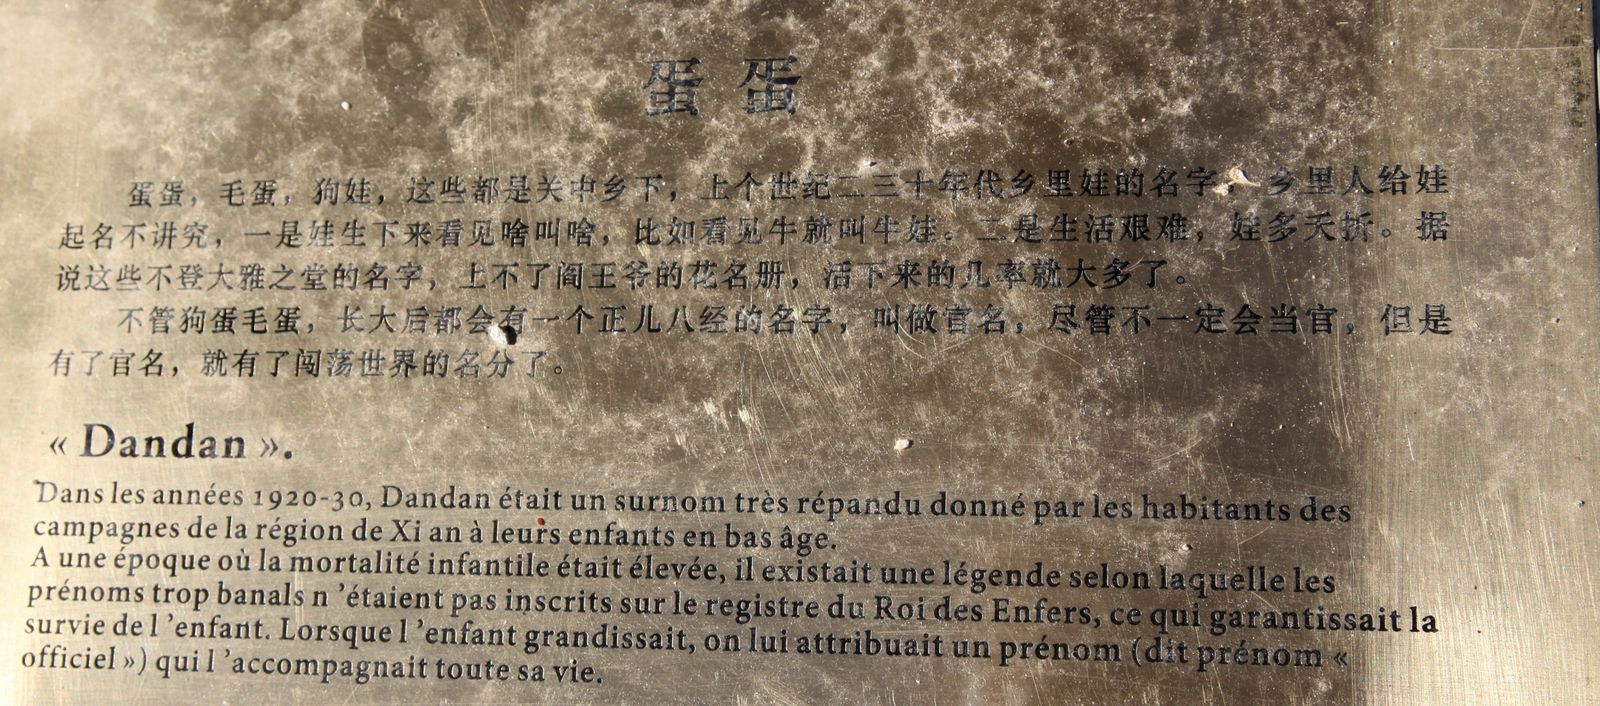 蛋蛋
蛋蛋，毛蛋，狗娃，这些都是关中乡下，上个世纪二三十年代乡里娃的名字。乡里人给娃
起名不讲究，一是娃生下来看见啥叫啥，比如看见牛就叫牛娃。二是生活艰难，娃多夭折。据
说这些不登大雅之堂的名字，上不了阎王爷的花名册，活下来的几率就大多了。
不管狗蛋毛蛋，长大后都会有一个正儿八经的名字，叫做官名，尽管不一定会当官，但是
有了官名，就有了闯荡世界的名分了。
« Dandan ».
Dans les années 1920-30, Dandan était un surnom très répandu donné par les habitants des
campagnes de la région de Xi an à leurs enfants en bas âge.
A une époque où la mortalité infantile était élevée, il existait une légende selon laquelle les
prénoms trop banals n ’étaient pas inscrits sur le registre du Roi des Enfers, ce qui garantissait la
survie de l ’enfant. Lorsque l ’enfant grandissait, on lui attribuait un prénom (dit prénom «
officiel ») qui l ’accompagnait toute sa vie.